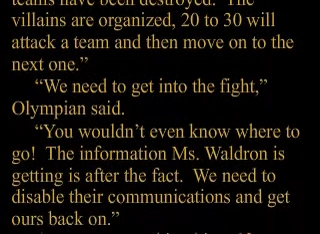 teams have been destroyed. The
villains are organized, 20 to 30 will
attack a team and then move on to the
next one.”
“We need to get into the fight,”
Olympian said.
“You wouldn’t even know where to
go! The information Ms. Waldron is
getting is after the fact. We need to
disable their communications and get
ours back on.”